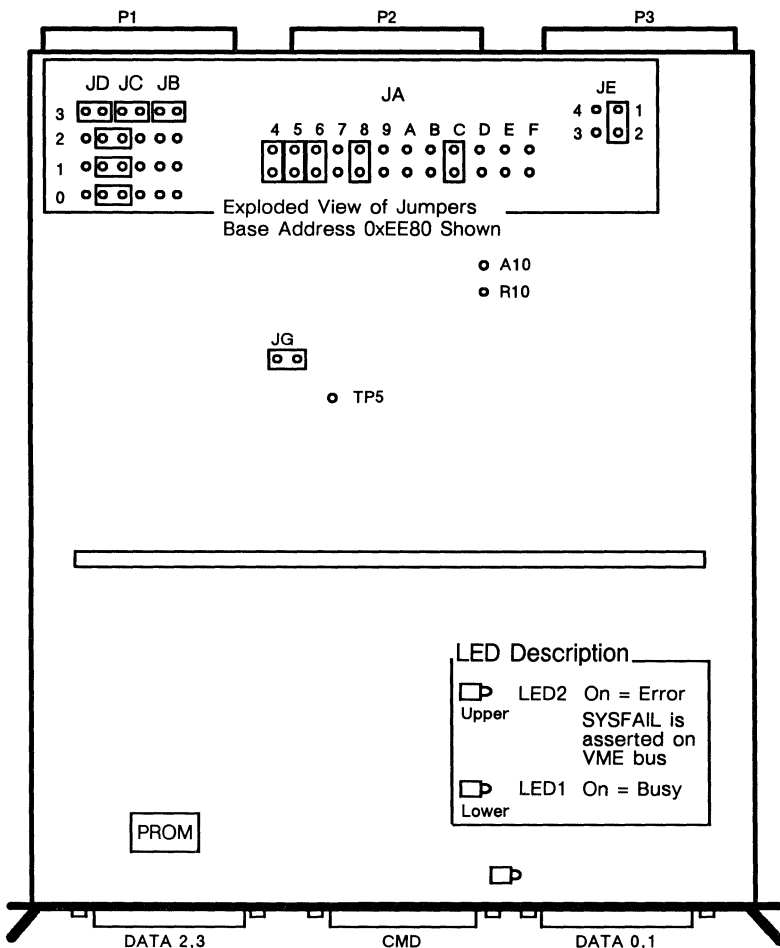 P1 P2 P3
JD JC JB
JA
JE
3
2
1
0
4 5 6 7 8 9 A B C D E F
4 1
3 2
Exploded View of Jumpers
Base Address 0xEE80 Shown
A10
R10
JG
TP5
LED Description
LED2 On = Error
Upper
SYSFAIL is
asserted on
VME bus
LED1 On = Busy
Lower
PROM
DATA 2,3 CMD DATA 0,1